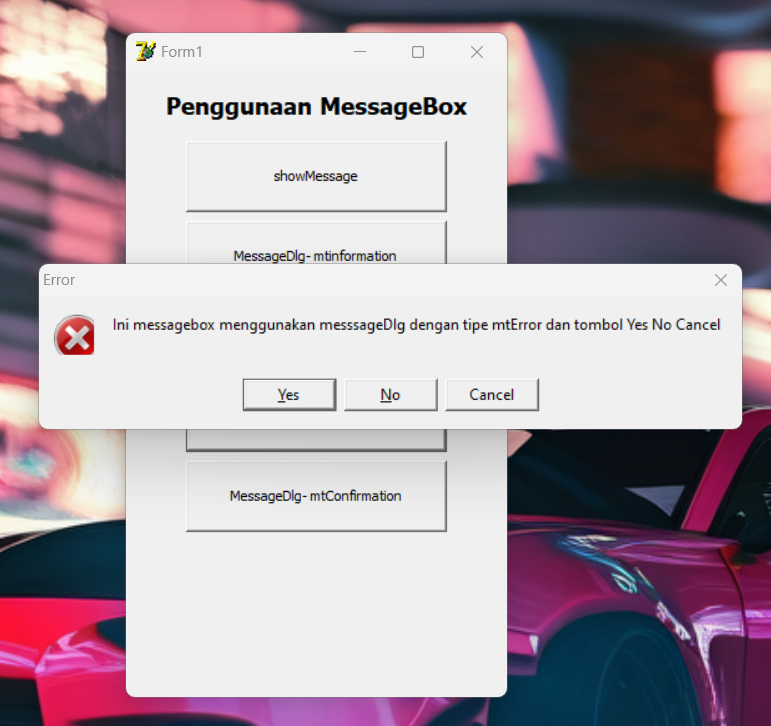 Form1
Penggunaan MessageBox
showMessage
MessageDlg- mtinformation
Error
Ini messagebox menggunakan messsageDlg dengan tipe mtError dan tombol Yes No Cancel
Yes No Cancel
MessageDlg- mtConfirmation